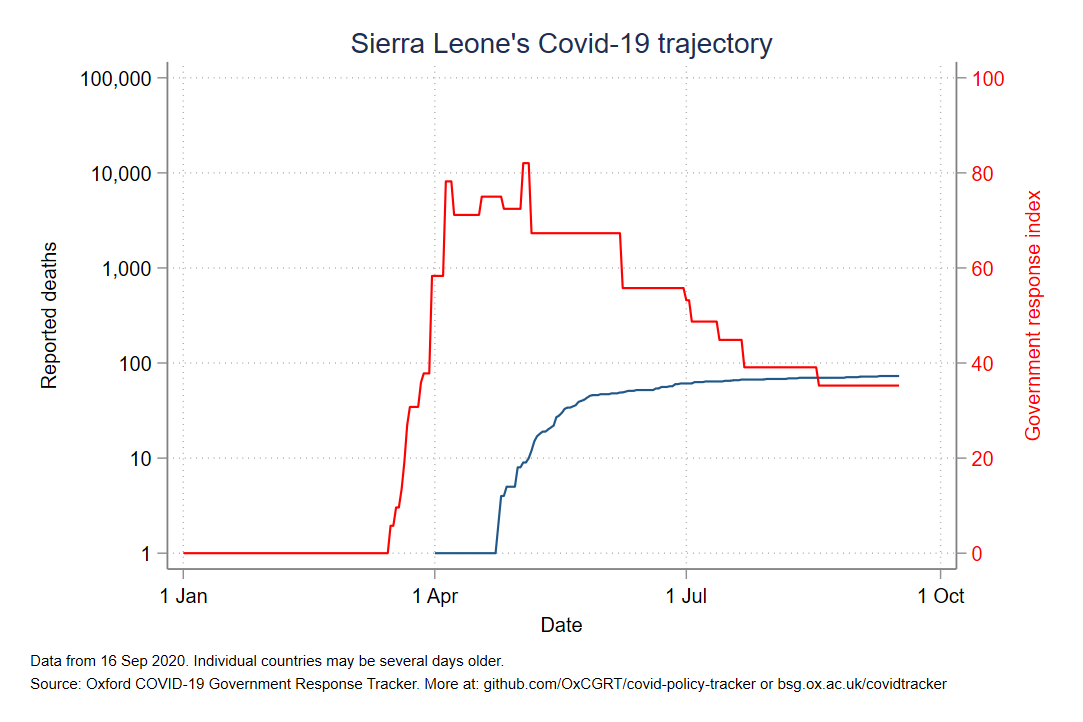 Sierra Leone's Covid-19 trajectory
100,000
10,000
1,000
100
10
1
Reported deaths
100
80
60
40
20
0
Government response index
1 Jan
1 Apr
1 Jul
1 Oct
Date
Data from 16 Sep 2020. Individual countries may be several days older.
Source: Oxford COVID-19 Government Response Tracker. More at: github.com/OxCGRT/covid-policy-tracker or bsg.ox.ac.uk/covidtracker